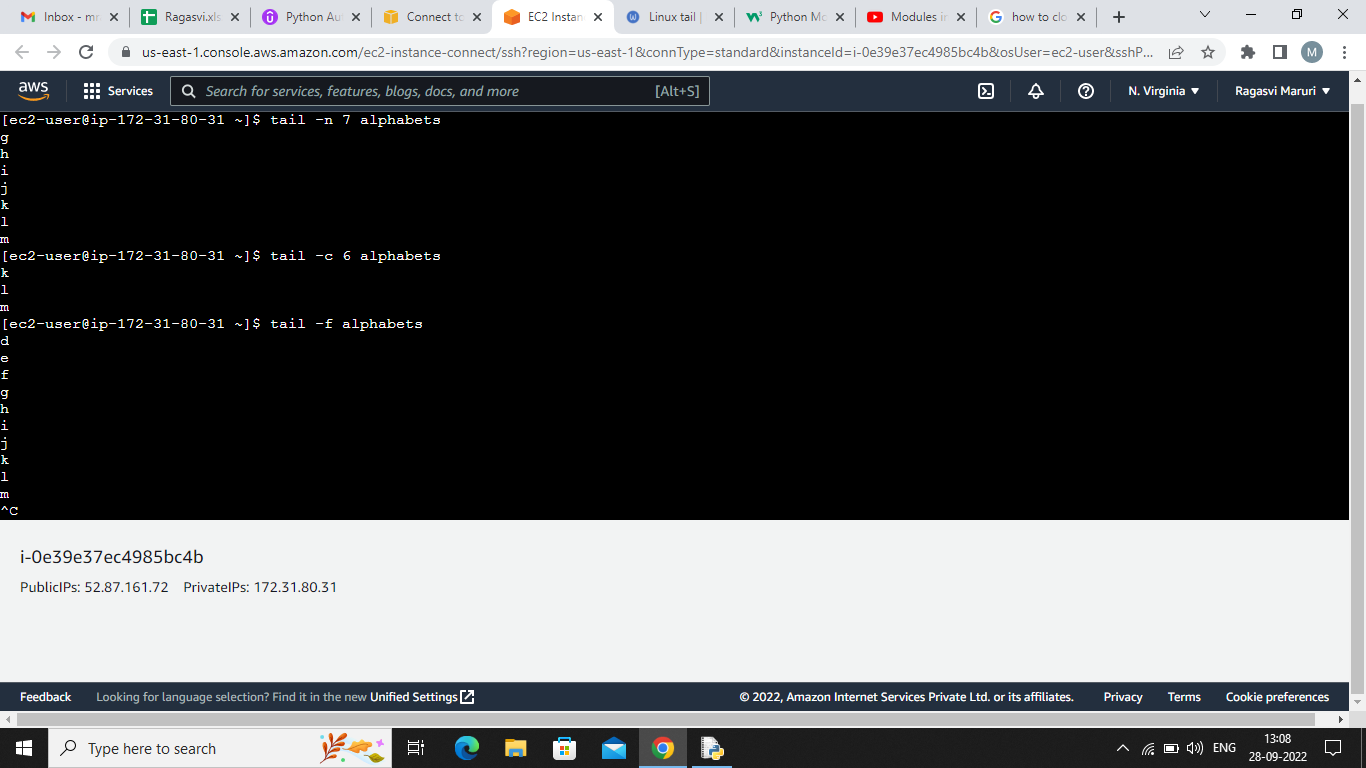 Inbox - mr
Ragasvi.xls
Python Au
Connect to
EC2 Instan
Linux tail |
Python Mo
Modules in
how to clo
us-east-1.console.aws.amazon.com/ec2-instance-connect/ssh?region=us-east-1&connType=standard&instanceId=i-0e39e37ec4985bc4b&osUser=ec2-user&sshP...
M
aws
Services
Search for services, features, blogs, docs, and more
[Alt+S]
N. Virginia
Ragasvi Maruri
[ec2-user@ip-172-31-80-31 ~]$ tail -n 7 alphabets
g
h
i
j
k
l
m
[ec2-user@ip-172-31-80-31 ~]$ tail -c 6 alphabets
k
l
m
[ec2-user@ip-172-31-80-31 ~]$ tail -f alphabets
d
e
f
g
h
i
j
k
l
m
^C
i-0e39e37ec4985bc4b
PublicIPs: 52.87.161.72 PrivateIPs: 172.31.80.31
Feedback
Looking for language selection? Find it in the new Unified Settings
© 2022, Amazon Internet Services Private Ltd. or its affiliates.
Privacy
Terms
Cookie preferences
Type here to search
ENG
13:08
28-09-2022